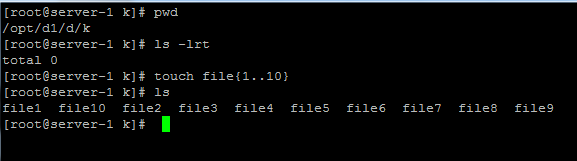 [root@server-1 k]# pwd
/opt/d1/d/k
[root@server-1 k]# ls -lrt
total 0
[root@server-1 k]# touch file{1..10}
[root@server-1 k]# ls
file1  file10  file2  file3  file4  file5  file6  file7  file8  file9
[root@server-1 k]#